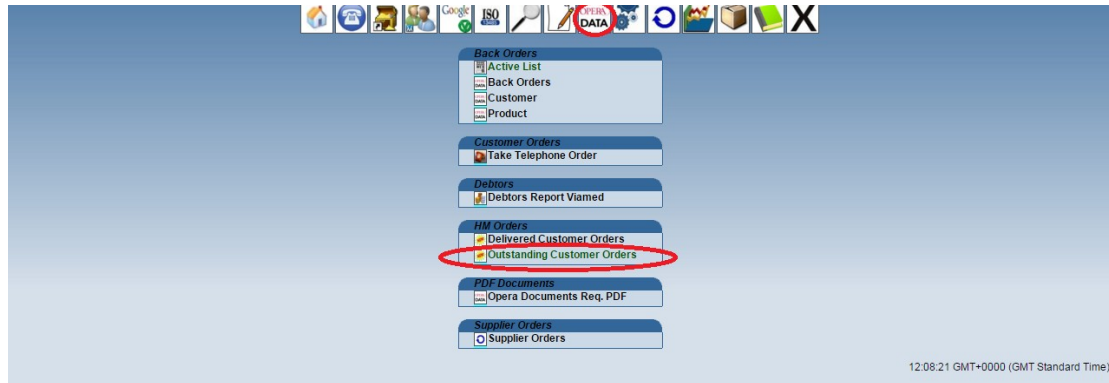 Google ISO OPERA DATA X
Back Orders
Active List
Back Orders
Customer
Product
Customer Orders
Take Telephone Order
Debtors
Debtors Report Viamed
HM Orders
Delivered Customer Orders
Outstanding Customer Orders
PDF Documents
Opera Documents Req. PDF
Supplier Orders
Supplier Orders
12:08:21 GMT+0000 (GMT Standard Time)